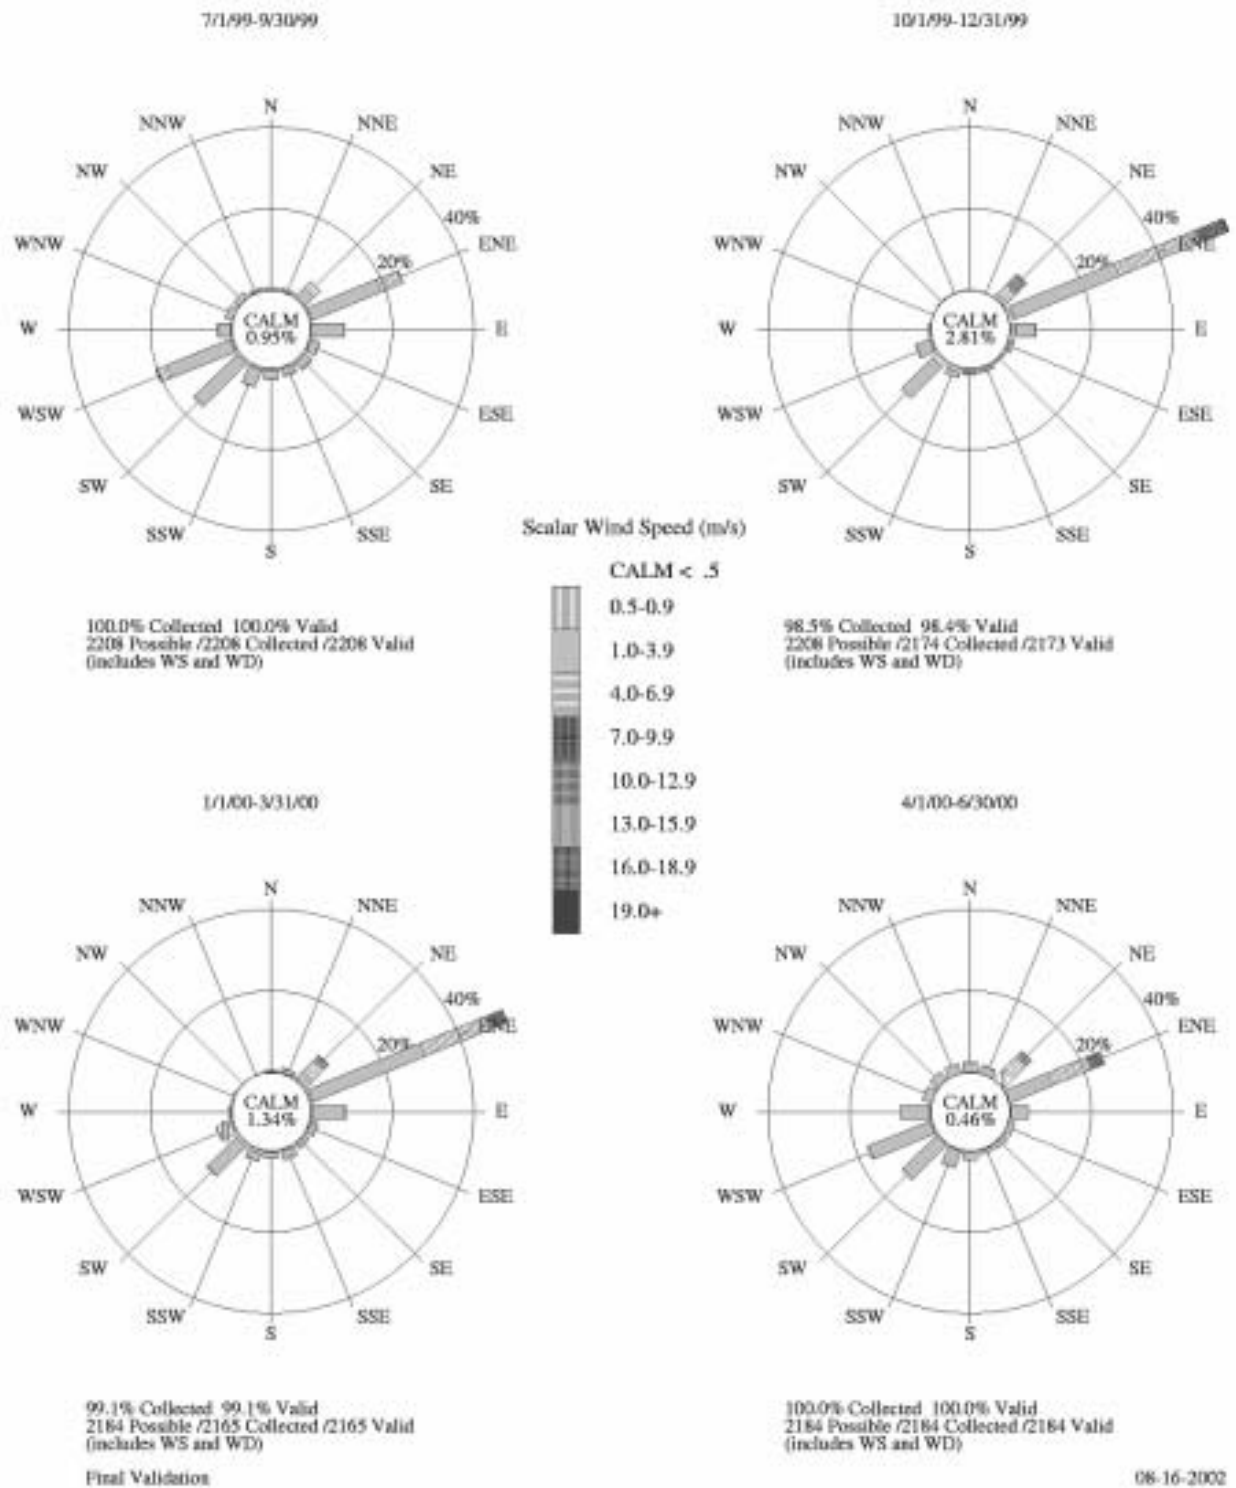 7/1/99-9/30/99
N
NNW
NNE
NW
NE
40%
WNW
ENE
20%
CALM
0.95%
W
E
WSW
ESE
SW
SE
SSW
SSE
S
100.0% Collected 100.0% Valid
2208 Possible /2208 Collected /2208 Valid
(includes WS and WD)
10/1/99-12/31/99
N
NNW
NNE
NW
NE
40%
WNW
ENE
20%
CALM
2.81%
W
E
WSW
ESE
SW
SE
SSW
SSE
S
98.5% Collected 98.4% Valid
2208 Possible /2174 Collected /2173 Valid
(includes WS and WD)
Scalar Wind Speed (m/s)
CALM < .5
0.5-0.9
1.0-3.9
4.0-6.9
7.0-9.9
10.0-12.9
13.0-15.9
16.0-18.9
19.0+
1/1/00-3/31/00
N
NNW
NNE
NW
NE
40%
WNW
ENE
20%
CALM
1.34%
W
E
WSW
ESE
SW
SE
SSW
SSE
S
99.1% Collected 99.1% Valid
2184 Possible /2165 Collected /2165 Valid
(includes WS and WD)
4/1/00-6/30/00
N
NNW
NNE
NW
NE
40%
WNW
ENE
20%
CALM
0.46%
W
E
WSW
ESE
SW
SE
SSW
SSE
S
100.0% Collected 100.0% Valid
2184 Possible /2184 Collected /2184 Valid
(includes WS and WD)
Final Validation
08-16-2002